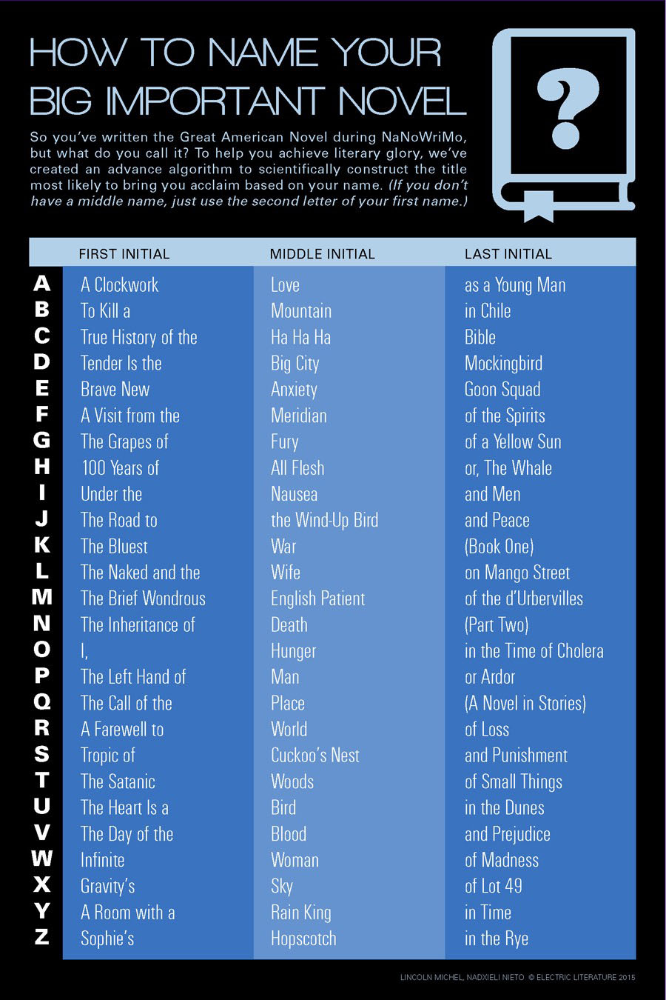 HOW TO NAME YOUR
BIG IMPORTANT NOVEL
?
So you've written the Great American Novel during NaNoWriMo,
but what do you call it? To help you achieve literary glory, we've
created an advance algorithm to scientifically construct the title
most likely to bring you acclaim based on your name. (If you don't
have a middle name, just use the second letter of your first name.)
FIRST INITIAL MIDDLE INITIAL LAST INITIAL
A A Clockwork Love as a Young Man
B To Kill a Mountain in Chile
C True History of the Ha Ha Ha Bible
D Tender Is the Big City Mockingbird
E Brave New Anxiety Goon Squad
F A Visit from the Meridian of the Spirits
G The Grapes of Fury of a Yellow Sun
H 100 Years of All Flesh or, The Whale
I Under the Nausea and Men
J The Road to the Wind-Up Bird and Peace
K The Bluest War (Book One)
L The Naked and the Wife on Mango Street
M The Brief Wondrous English Patient of the d'Urbervilles
N The Inheritance of Death (Part Two)
O I, Hunger in the Time of Cholera
P The Left Hand of Man or Ardor
Q The Call of the Place (A Novel in Stories)
R A Farewell to World of Loss
S Tropic of Cuckoo's Nest and Punishment
T The Satanic Woods of Small Things
U The Heart Is a Bird in the Dunes
V The Day of the Blood and Prejudice
W Infinite Woman of Madness
X Gravity's Sky of Lot 49
Y A Room with a Rain King in Time
Z Sophie's Hopscotch in the Rye
LINCOLN MICHEL, NADXIELI NIETO © ELECTRIC LITERATURE 2015